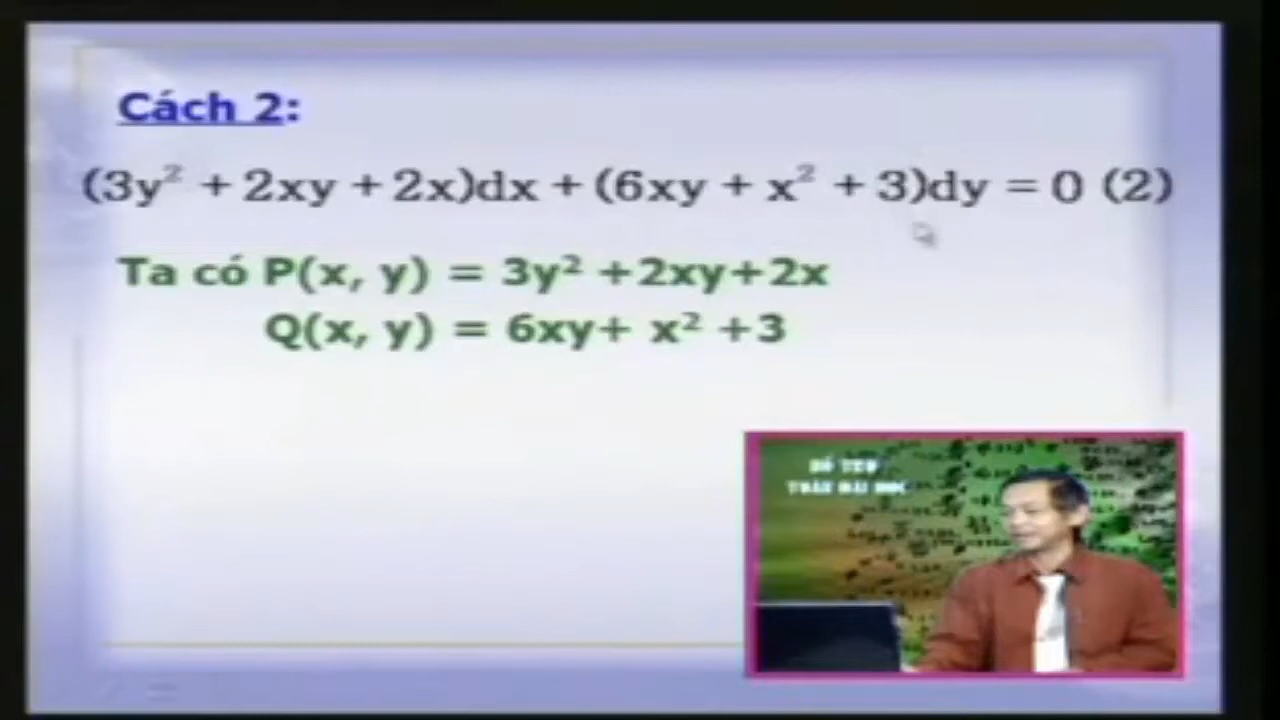 Cách 2:
(3y² + 2xy + 2x)dx + (6xy + x² + 3)dy = 0 (2)
Ta có P(x, y) = 3y² +2xy+2x
Q(x, y) = 6xy+ x² +3